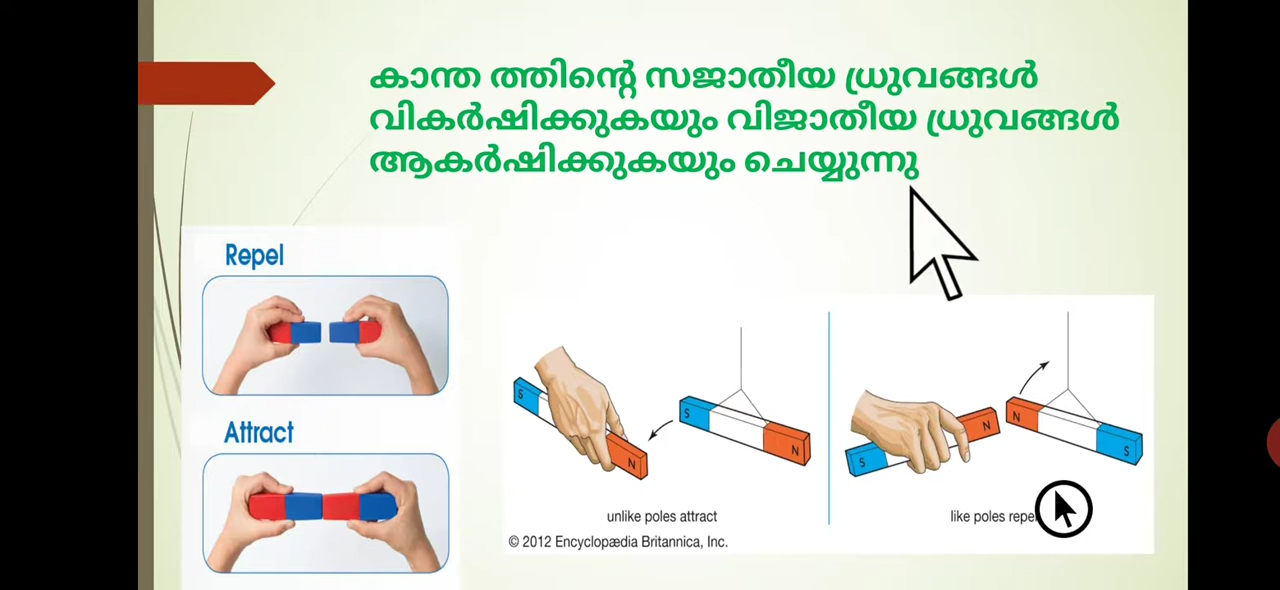 കാന്ത ത്തിന്റെ സജാതീയ ധ്രുവങ്ങൾ
വികർഷിക്കുകയും വിജാതീയ ധ്രുവങ്ങൾ
ആകർഷിക്കുകയും ചെയ്യുന്നു
Repel
Attract
S
N
S
N
unlike poles attract
S
N
N
S
like poles repe
© 2012 Encyclopædia Britannica, Inc.